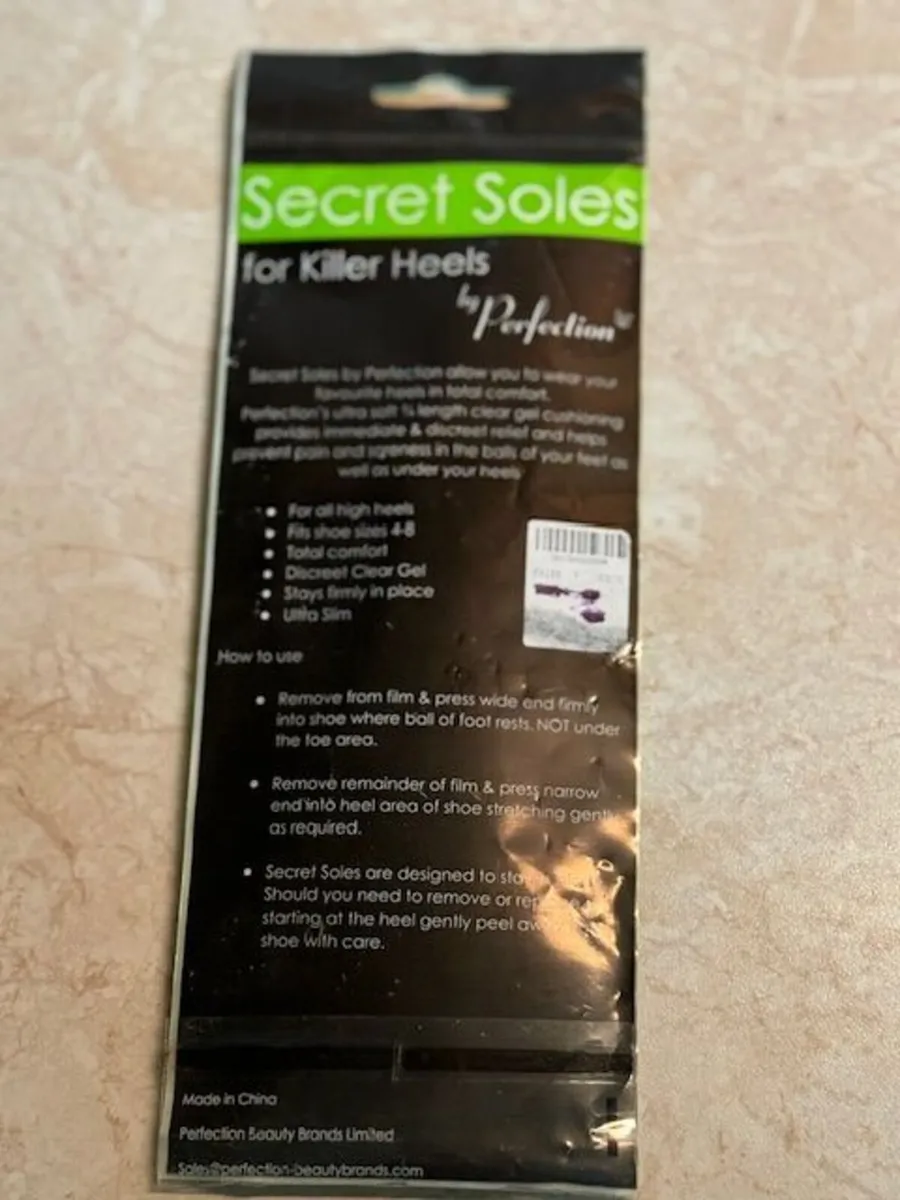 Secret Soles
for Killer Heels
by Perfection
Secret Soles by Perfection allow you to wear your
favourite heels in total comfort.
Perfection's ultra soft ¾ length clear gel cushioning
provides immediate & discreet relief and helps
prevent pain and soreness in the balls of your feet as
well as under your heels
For all high heels
Fits shoe sizes 4-8
Total comfort
Discreet Clear Gel
Stays firmly in place
Ultra Slim
How to use
Remove from film & press wide end firmly
into shoe where ball of foot rests. NOT under
the toe area.
Remove remainder of film & press narrow
end into heel area of shoe stretching gently
as required.
Secret Soles are designed to
Should you need to remove or
starting at the heel gently peel
shoe with care.
Made in China
Perfection Beauty Brands Limited
Sales@perfection-beautybrands.com